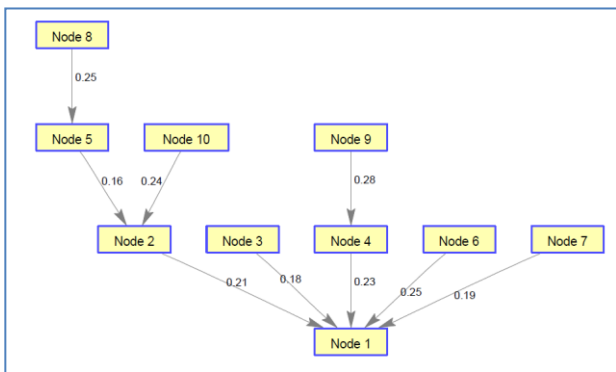 Node 8
0.25
Node 5
Node 10
Node 9
0.16
0.24
0.28
Node 2
Node 3
Node 4
Node 6
Node 7
0.21
0.18
0.23
0.25
0.19
Node 1